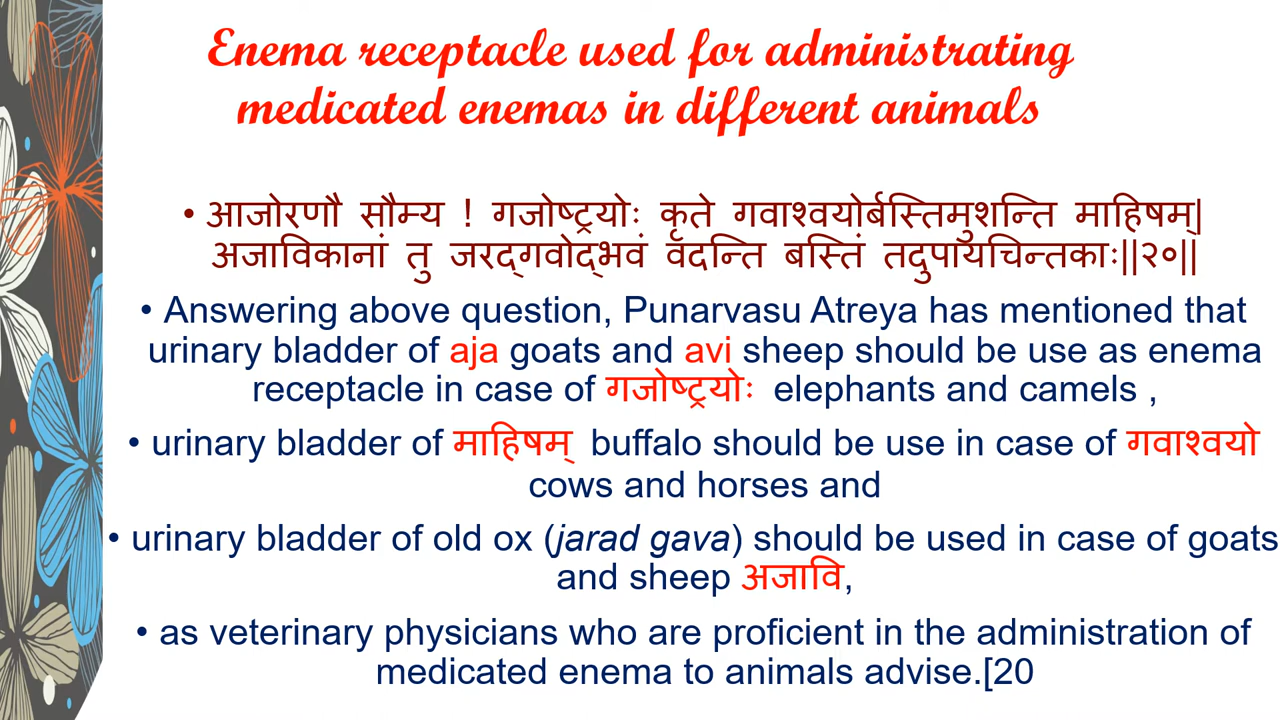 Enema receptacle used for administrating
medicated enemas in different animals
• आजोरणौ सौम्य ! गजोष्ट्रयोः कृते गवाश्वयोर्बस्तिमुशन्ति माहिषम्|
अजाविकानां तु जरद्गवोद्भवं वदन्ति बस्तिं तदुपायचिन्तकाः||२०||
• Answering above question, Punarvasu Atreya has mentioned that
urinary bladder of aja goats and avi sheep should be use as enema
receptacle in case of गजोष्ट्रयोः elephants and camels ,
• urinary bladder of माहिषम् buffalo should be use in case of गवाश्वयो
cows and horses and
• urinary bladder of old ox (jarad gava) should be used in case of goats
and sheep अजावि,
• as veterinary physicians who are proficient in the administration of
medicated enema to animals advise.[20